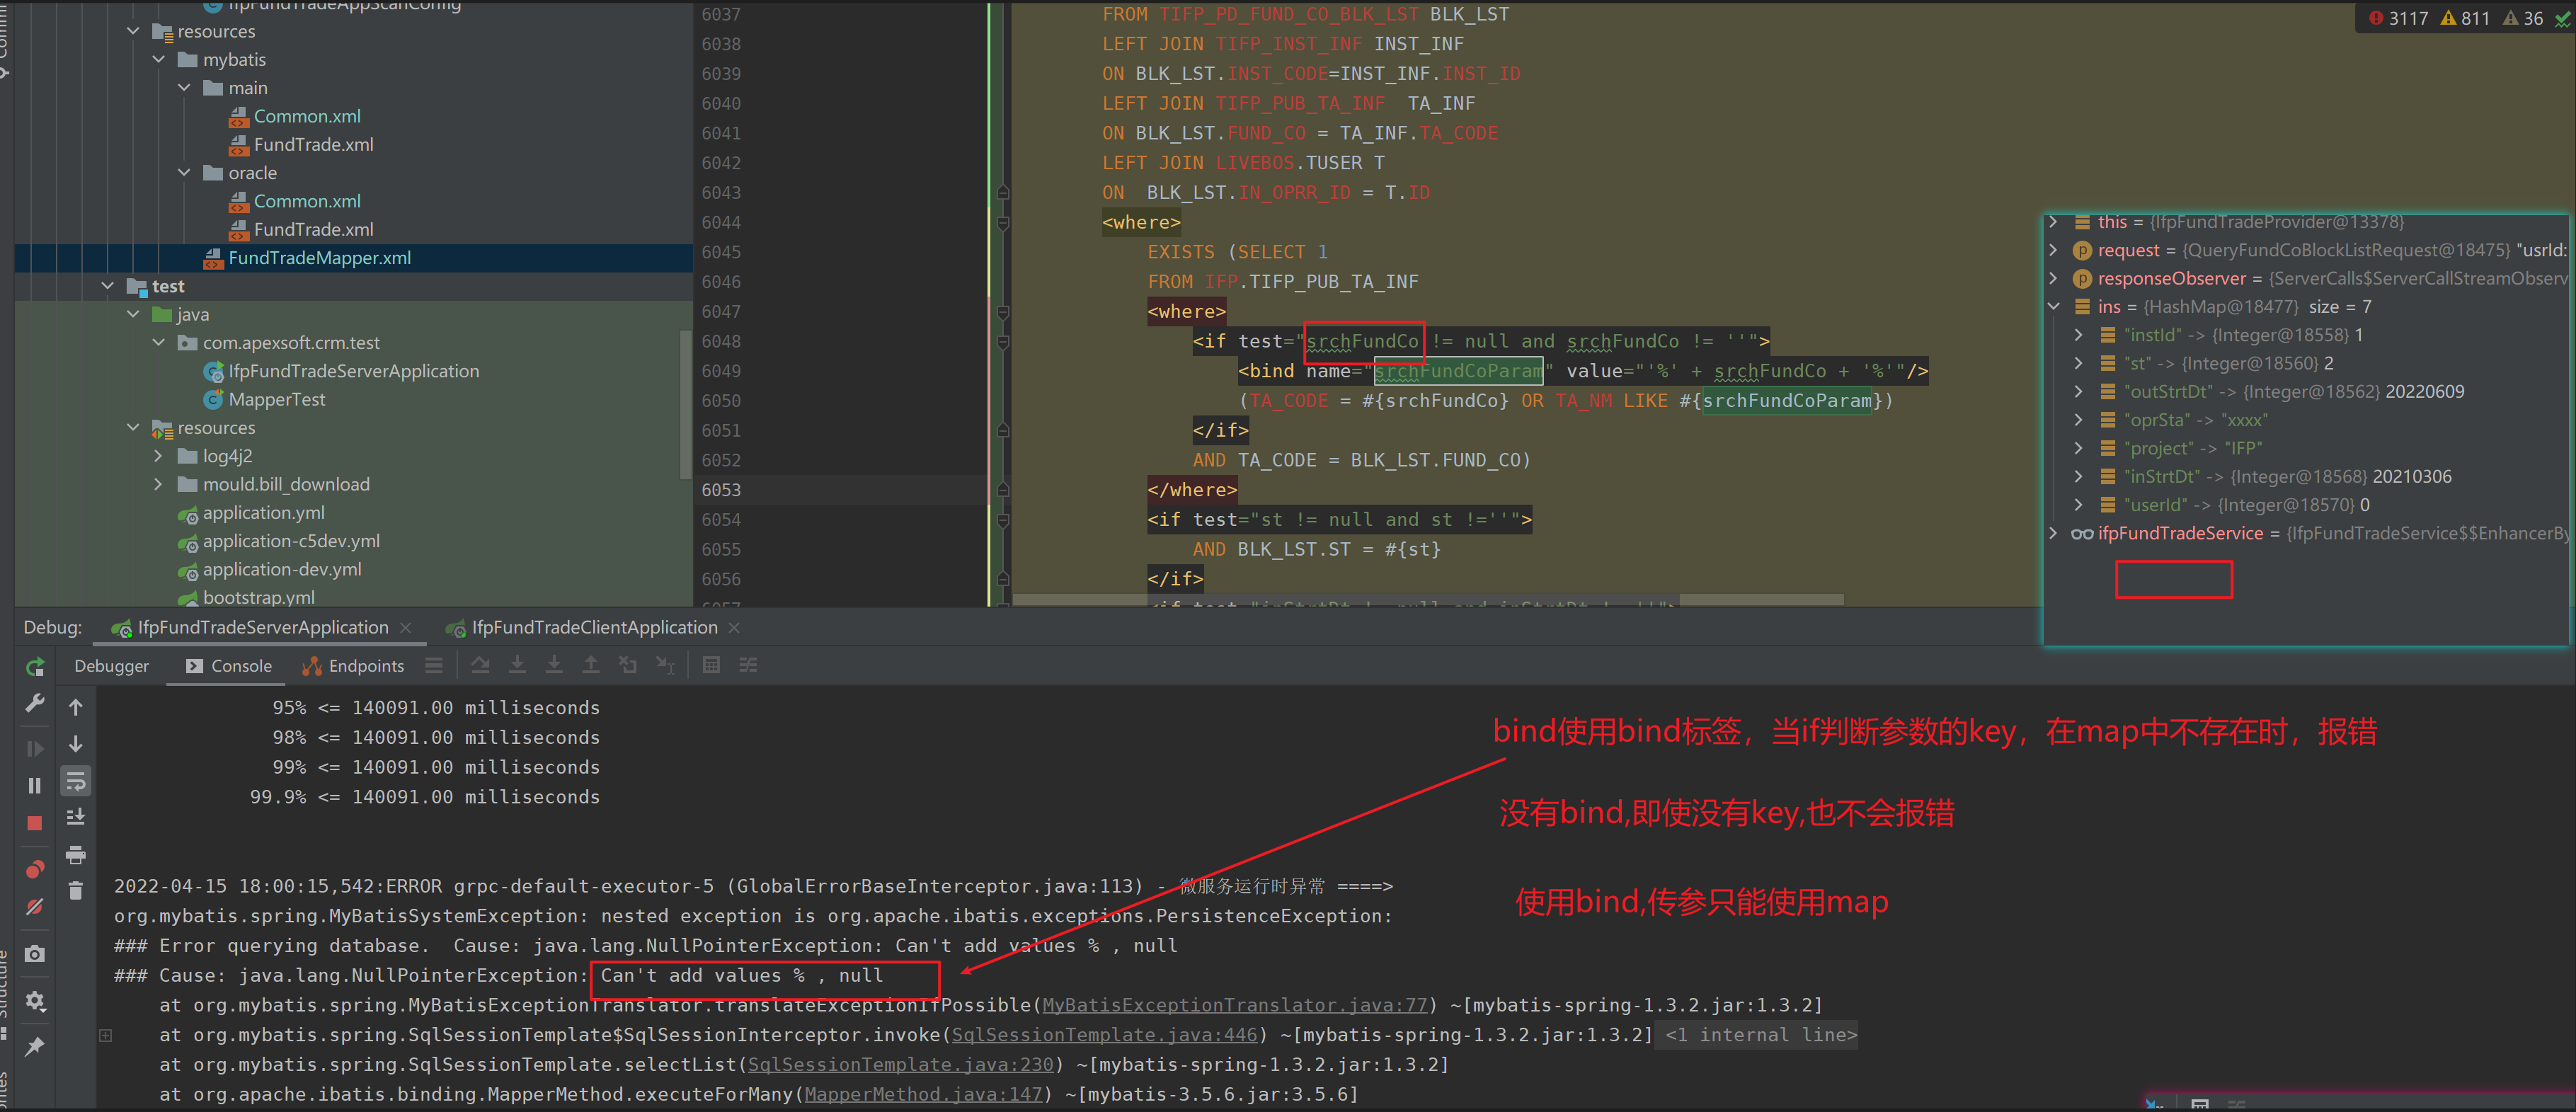 IfpFundTradeAppScanConfig
resources
mybatis
main
Common.xml
FundTrade.xml
oracle
Common.xml
FundTrade.xml
FundTradeMapper.xml
test
java
com.apexsoft.crm.test
IfpFundTradeServerApplication
MapperTest
resources
log4j2
mould.bill_download
application.yml
application-c5dev.yml
application-dev.yml
bootstrap.yml
3117 811 36
6037 FROM TIFP_PD_FUND_CO_BLK_LST BLK_LST
6038 LEFT JOIN TIFP_INST_INF INST_INF
6039 ON BLK_LST.INST_CODE=INST_INF.INST_ID
6040 LEFT JOIN TIFP_PUB_TA_INF  TA_INF
6041 ON BLK_LST.FUND_CO = TA_INF.TA_CODE
6042 LEFT JOIN LIVEBOS.TUSER T
6043 ON  BLK_LST.IN_OPRR_ID = T.ID
6044 <where>
6045 EXISTS (SELECT 1
6046 FROM IFP.TIFP_PUB_TA_INF
6047 <where>
6048 <if test="srchFundCo != null and srchFundCo != ''">
6049 <bind name="srchFundCoParam" value="'%' + srchFundCo + '%'"/>
6050 (TA_CODE = #{srchFundCo} OR TA_NM LIKE #{srchFundCoParam})
6051 </if>
6052 AND TA_CODE = BLK_LST.FUND_CO)
6053 </where>
6054 <if test="st != null and st !=''">
6055 AND BLK_LST.ST = #{st}
6056 </if>
this = {IfpFundTradeProvider@13378}
request = {QueryFundCoBlockListRequest@18475} "usrId:
responseObserver = {ServerCalls$ServerCallStreamObserv
ins = {HashMap@18477}  size = 7
"instId" -> {Integer@18558} 1
"st" -> {Integer@18560} 2
"outStrtDt" -> {Integer@18562} 20220609
"oprSta" -> "xxxx"
"project" -> "IFP"
"inStrtDt" -> {Integer@18568} 20210306
"userId" -> {Integer@18570} 0
ifpFundTradeService = {IfpFundTradeService$$EnhancerBy
Debug: IfpFundTradeServerApplication IfpFundTradeClientApplication
Debugger Console Endpoints
95% <= 140091.00 milliseconds
98% <= 140091.00 milliseconds
99% <= 140091.00 milliseconds
99.9% <= 140091.00 milliseconds
bind使用bind标签，当if判断参数的key，在map中不存在时，报错
没有bind,即使没有key,也不会报错
使用bind,传参只能使用map
2022-04-15 18:00:15,542:ERROR grpc-default-executor-5 (GlobalErrorBaseInterceptor.java:113) - 微服务运行时异常 ====>
org.mybatis.spring.MyBatisSystemException: nested exception is org.apache.ibatis.exceptions.PersistenceException:
### Error querying database.  Cause: java.lang.NullPointerException: Can't add values % , null
### Cause: java.lang.NullPointerException: Can't add values % , null
at org.mybatis.spring.MyBatisExceptionTranslator.translateExceptionIfPossible(MyBatisExceptionTranslator.java:77) ~[mybatis-spring-1.3.2.jar:1.3.2]
at org.mybatis.spring.SqlSessionTemplate$SqlSessionInterceptor.invoke(SqlSessionTemplate.java:446) ~[mybatis-spring-1.3.2.jar:1.3.2] <1 internal line>
at org.mybatis.spring.SqlSessionTemplate.selectList(SqlSessionTemplate.java:230) ~[mybatis-spring-1.3.2.jar:1.3.2]
at org.apache.ibatis.binding.MapperMethod.executeForMany(MapperMethod.java:147) ~[mybatis-3.5.6.jar:3.5.6]
Structure